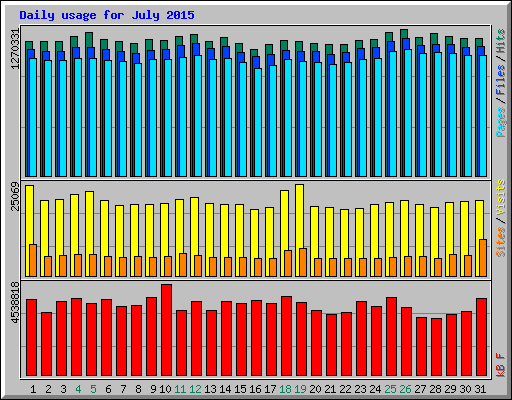 Daily usage for July 2015
1270331
Pages / Files / Hits
25069
Sites / Visits
4538818
kB F
1 2 3 4 5 6 7 8 9 10 11 12 13 14 15 16 17 18 19 20 21 22 23 24 25 26 27 28 29 30 31